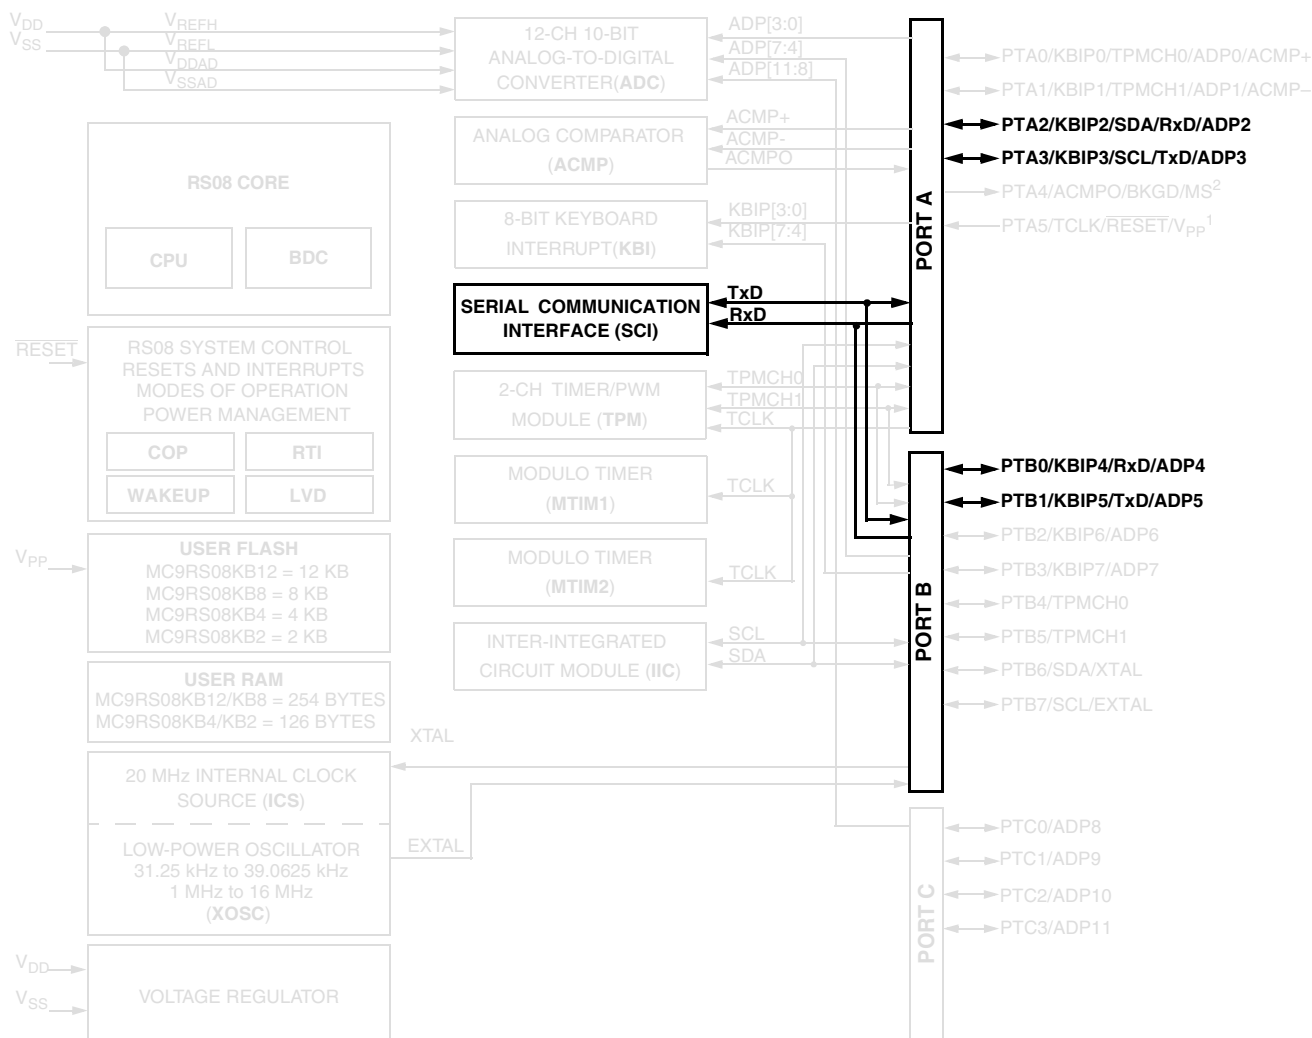 VDD
VSS
VREFH
VREFL
VDDAD
VSSAD
12-CH 10-BIT
ANALOG-TO-DIGITAL
CONVERTER(ADC)
ADP[3:0]
ADP[7:4]
ADP[11:8]
ANALOG COMPARATOR
(ACMP)
ACMP+
ACMP-
ACMPO
8-BIT KEYBOARD
INTERRUPT(KBI)
KBIP[3:0]
KBIP[7:4]
SERIAL COMMUNICATION
INTERFACE (SCI)
TxD
RxD
2-CH TIMER/PWM
MODULE (TPM)
TPMCH0
TPMCH1
TCLK
MODULO TIMER
(MTIM1)
TCLK
MODULO TIMER
(MTIM2)
TCLK
INTER-INTEGRATED
CIRCUIT MODULE (IIC)
SCL
SDA
RS08 CORE
CPU
BDC
RESET
RS08 SYSTEM CONTROL
RESETS AND INTERRUPTS
MODES OF OPERATION
POWER MANAGEMENT
COP
RTI
WAKEUP
LVD
VPP
USER FLASH
MC9RS08KB12 = 12 KB
MC9RS08KB8 = 8 KB
MC9RS08KB4 = 4 KB
MC9RS08KB2 = 2 KB
USER RAM
MC9RS08KB12/KB8 = 254 BYTES
MC9RS08KB4/KB2 = 126 BYTES
XTAL
20 MHz INTERNAL CLOCK
SOURCE (ICS)
LOW-POWER OSCILLATOR
31.25 kHz to 39.0625 kHz
1 MHz to 16 MHz
(XOSC)
EXTAL
VDD
VSS
VOLTAGE REGULATOR
PORT A
PTA0/KBIP0/TPMCH0/ADP0/ACMP+
PTA1/KBIP1/TPMCH1/ADP1/ACMP–
PTA2/KBIP2/SDA/RxD/ADP2
PTA3/KBIP3/SCL/TxD/ADP3
PTA4/ACMPO/BKGD/MS2
PTA5/TCLK/RESET/VPP1
PORT B
PTB0/KBIP4/RxD/ADP4
PTB1/KBIP5/TxD/ADP5
PTB2/KBIP6/ADP6
PTB3/KBIP7/ADP7
PTB4/TPMCH0
PTB5/TPMCH1
PTB6/SDA/XTAL
PTB7/SCL/EXTAL
PORT C
PTC0/ADP8
PTC1/ADP9
PTC2/ADP10
PTC3/ADP11